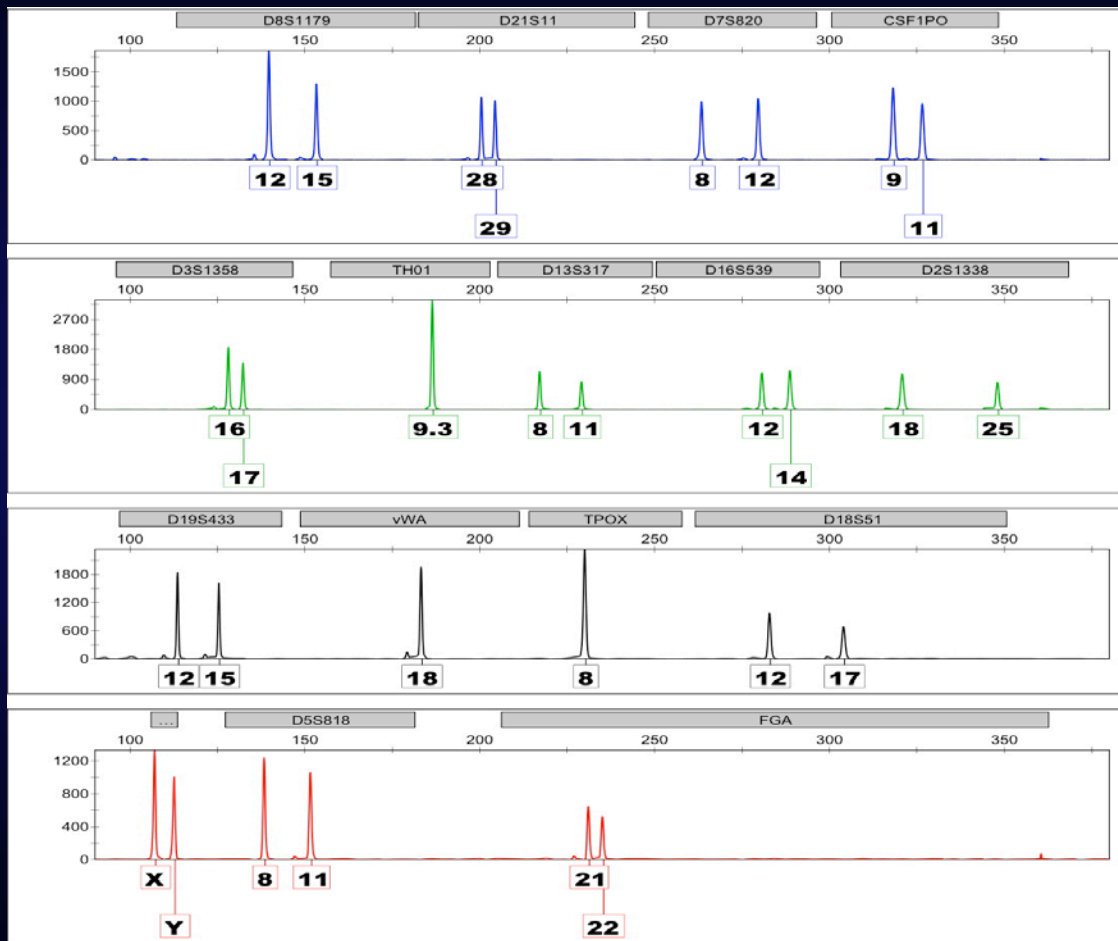 D8S1179 D21S11 D7S820 CSF1PO
100 150 200 250 300 350
1500
1000
500
0
12 15 28 8 12 9
29 11
D3S1358 TH01 D13S317 D16S539 D2S1338
100 150 200 250 300 350
2700
1800
900
0
16 9.3 8 11 12 18 25
17 14
D19S433 vWA TPOX D18S51
100 150 200 250 300 350
1800
1200
600
0
12 15 18 8 12 17
... D5S818 FGA
100 150 200 250 300 350
1200
800
400
0
X 8 11 21
Y 22